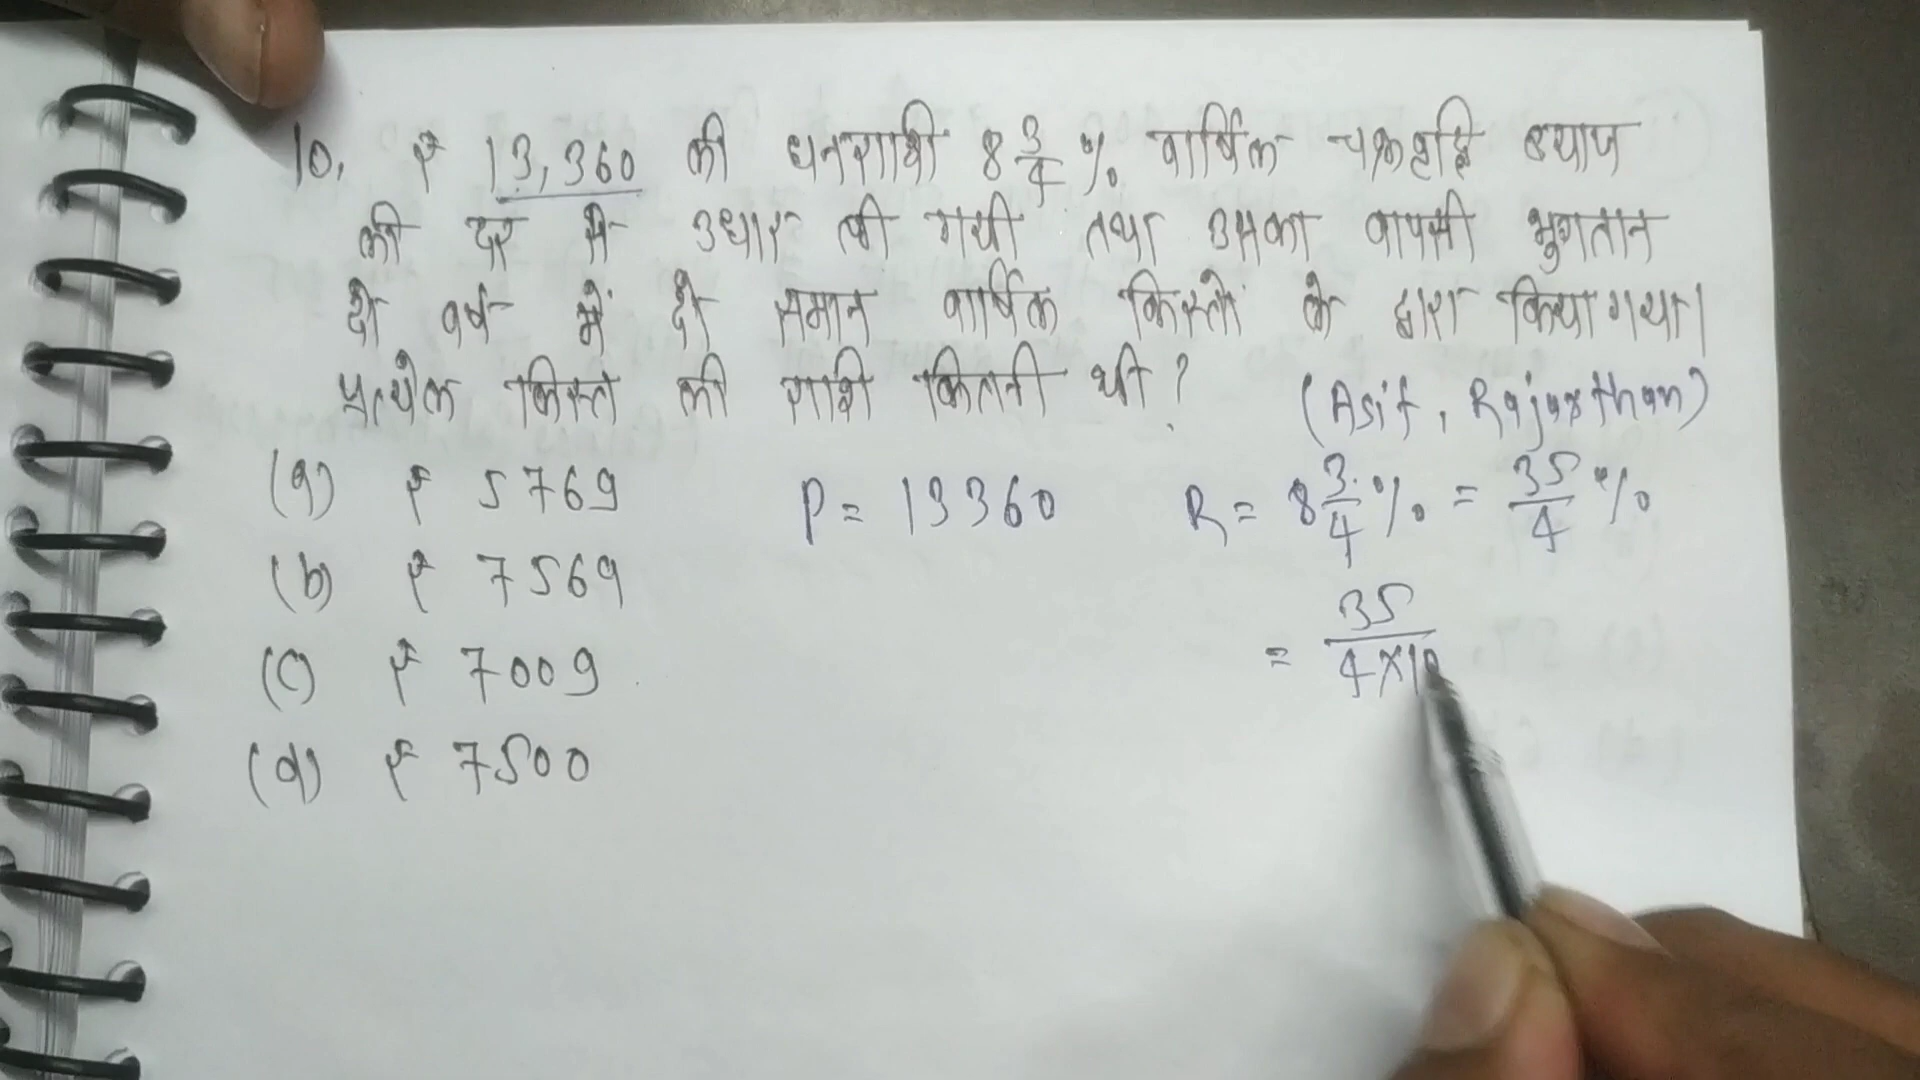 10. ₹ 13,360 की धनराशी 8 3/4 % वार्षिक चक्रवृद्धि ब्याज
की दर से उधार ली गयी तथा उसका वापसी भुगतान
दो वर्ष में दो समान वार्षिक किस्तों के द्वारा किया गया।
प्रत्येक किस्त की राशि कितनी थी?
(Asif, Rajasthan)
(a) ₹ 5769
P = 13360 R = 8 3/4 % = 35/4 %
(b) ₹ 7569
= 35/4×10
(c) ₹ 7009
(d) ₹ 7500